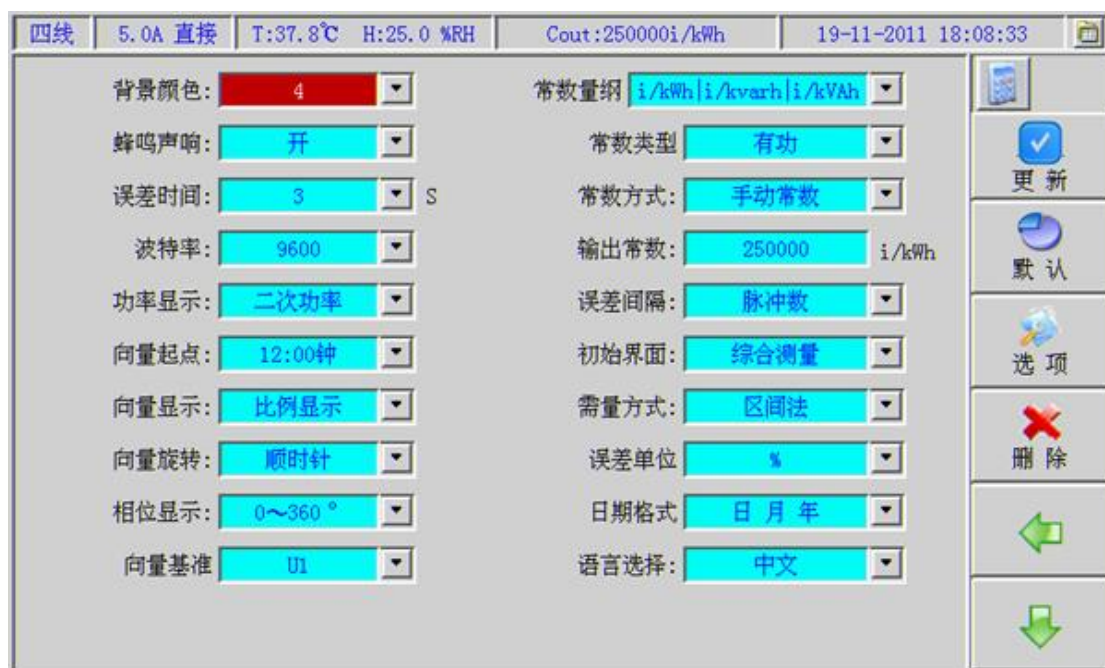 四线 5.0A 直接 T:37.8℃ H:25.0 %RH Cout:250000i/kWh 19-11-2011 18:08:33
背景颜色: 4 常数量纲 i/kWh|i/kvarh|i/kVAh
蜂鸣声响: 开 常数类型 有功
更新
误差时间: 3 S 常数方式: 手动常数
波特率: 9600 输出常数: 250000 i/kWh
默认
功率显示: 二次功率 误差间隔: 脉冲数
向量起点: 12:00钟 初始界面: 综合测量
选项
向量显示: 比例显示 需量方式: 区间法
向量旋转: 顺时针 误差单位 %
删除
相位显示: 0～360 ° 日期格式 日 月 年
向量基准 U1 语言选择: 中文